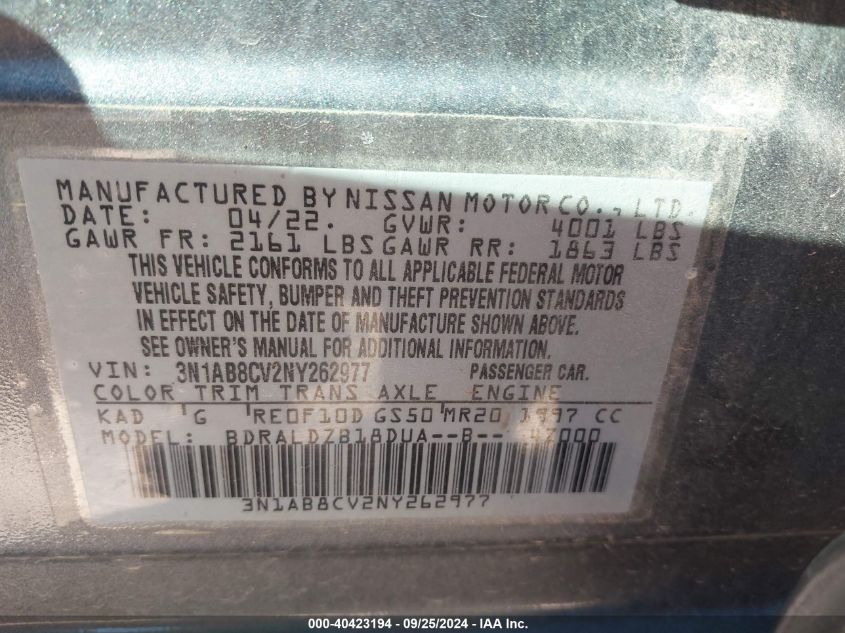 MANUFACTURED BY NISSAN MOTOR CO., LTD.
DATE: 04/22. GVWR: 4001 LBS
GAWR FR: 2161 LBS GAWR RR: 1863 LBS
THIS VEHICLE CONFORMS TO ALL APPLICABLE FEDERAL MOTOR
VEHICLE SAFETY, BUMPER AND THEFT PREVENTION STANDARDS
IN EFFECT ON THE DATE OF MANUFACTURE SHOWN ABOVE.
SEE OWNER'S MANUAL FOR ADDITIONAL INFORMATION.
VIN: 3N1AB8CV2NY262977 PASSENGER CAR.
COLOR TRIM TRANS AXLE ENGINE
KAD G RE0F10D GS50 MR20 1997 CC
MODEL: BDRALDZB18DUA--B-- 42000
3N1AB8CV2NY262977
000-40423194 - 09/25/2024 - IAA Inc.